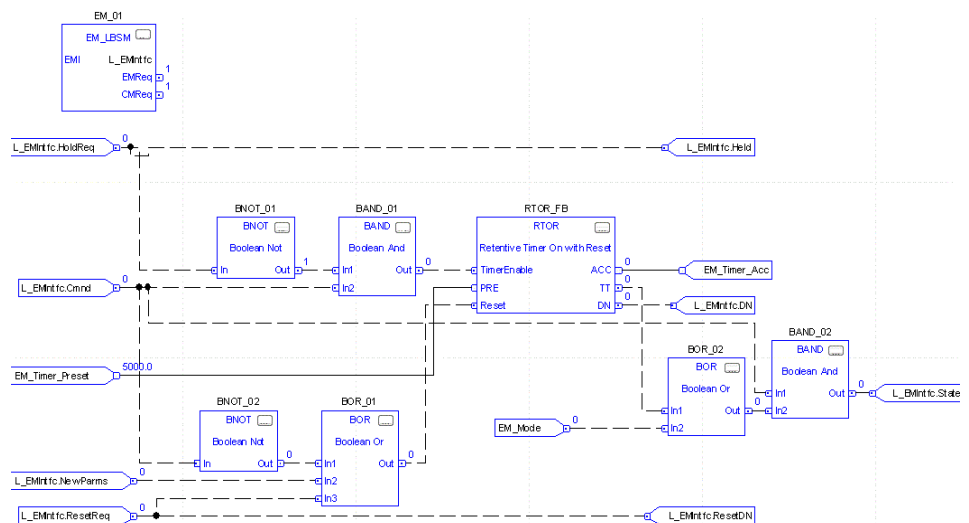 EM_01
EM_LBSM ...
EMI L_EMIntfc
EMReq 1
CMReq 1
L_EMIntfc.HoldReq 0 L_EMIntfc.Held
BNOT_01 BAND_01 RTOR_FB
BNOT ... BAND ... RTOR ...
Boolean Not Boolean And Retentive Timer On with Reset
In Out 1 In1 Out 0 TimerEnable ACC 0 EM_Timer_Acc
L_EMIntfc.Cmnd 0 In2 PRE TT 0
Reset DN 0 L_EMIntfc.DN
BAND_02
BOR_02 BAND ...
BOR ... Boolean And
EM_Timer_Preset 5000.0 Boolean Or In1 Out 0 L_EMIntfc.State
BNOT_02 BOR_01 In1 Out 0 In2
BNOT ... BOR ... EM_Mode 0 In2
Boolean Not Boolean Or
In Out 0 In1 Out 0
L_EMIntfc.NewParms 0 In2
In3
L_EMIntfc.ResetReq 0 L_EMIntfc.ResetDN